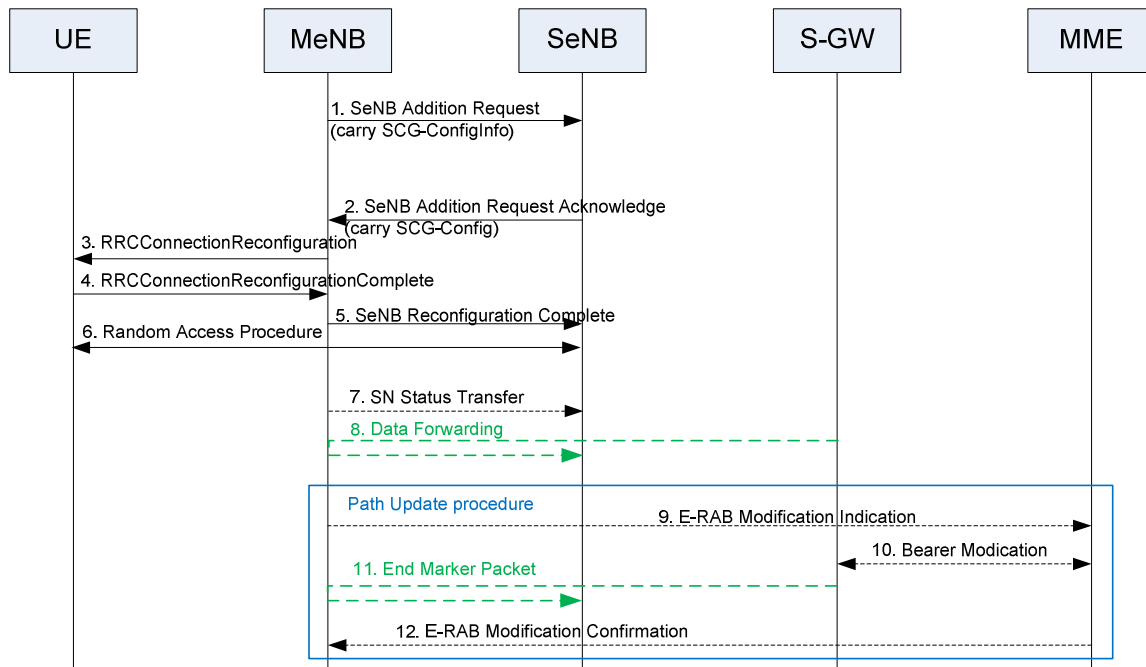 UE
MeNB
SeNB
S-GW
MME
1. SeNB Addition Request
(carry SCG-ConfigInfo)
2. SeNB Addition Request Acknowledge
(carry SCG-Config)
3. RRCConnectionReconfiguration
4. RRCConnectionReconfigurationComplete
5. SeNB Reconfiguration Complete
6. Random Access Procedure
7. SN Status Transfer
8. Data Forwarding
Path Update procedure
9. E-RAB Modification Indication
10. Bearer Modication
11. End Marker Packet
12. E-RAB Modification Confirmation